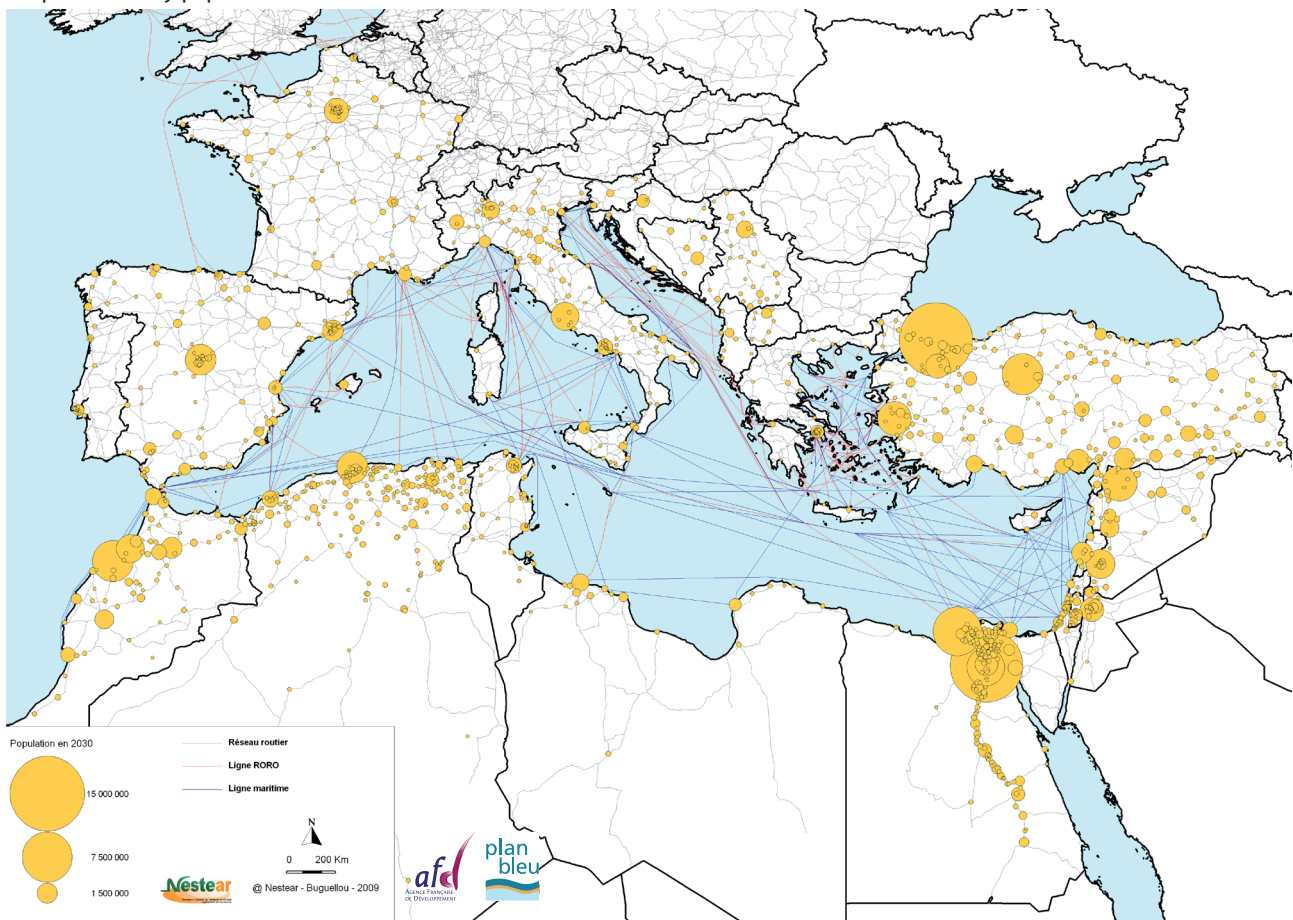 Population en 2030
15 000 000
7 500 000
1 500 000
Réseau routier
Ligne RORO
Ligne maritime
N
0 200 Km
Nestear
@ Nestear - Buguellou - 2009
afd
AGENCE FRANÇAISE
DE DÉVELOPPEMENT
plan
bleu